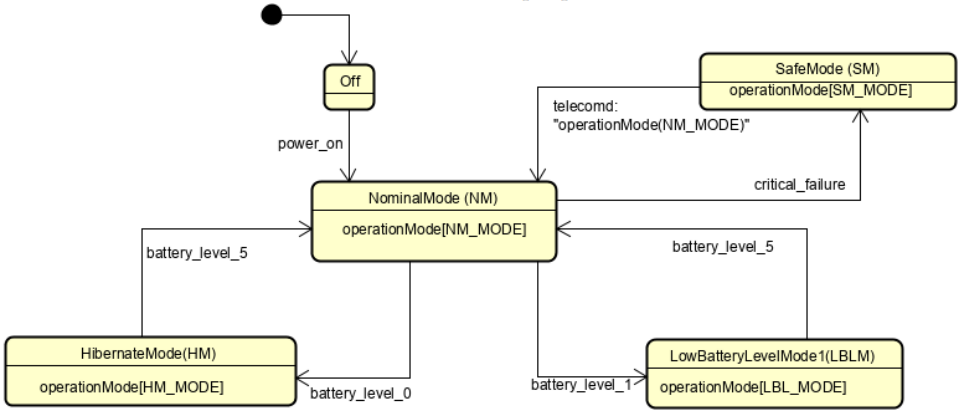 Off
SafeMode (SM)
operationMode[SM_MODE]
telecomd:
"operationMode(NM_MODE)"
power_on
critical_failure
NominalMode (NM)
operationMode[NM_MODE]
battery_level_5
battery_level_5
HibernateMode(HM)
operationMode[HM_MODE]
battery_level_0
battery_level_1
LowBatteryLevelMode1(LBLM)
operationMode[LBL_MODE]